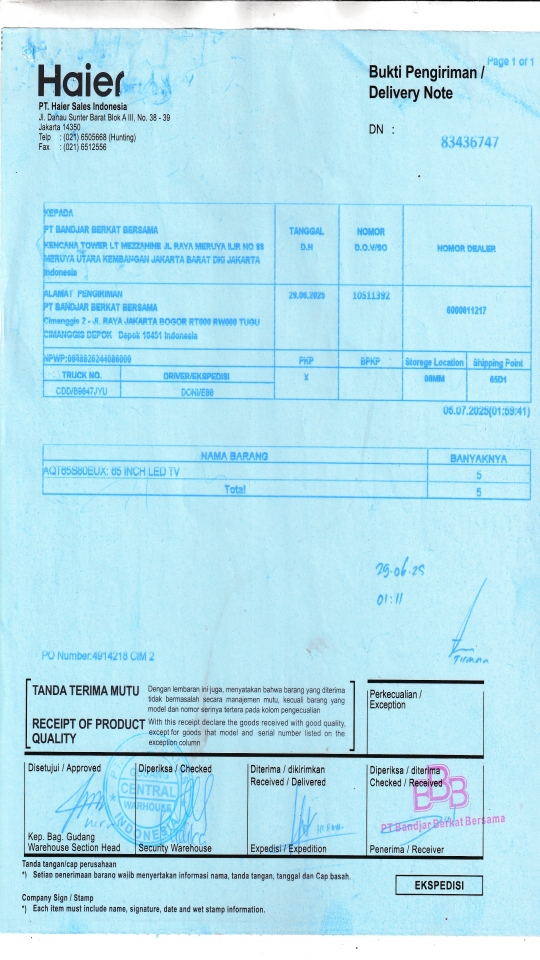 Page 1 of 1
Haier
Bukti Pengiriman /
Delivery Note
PT. Haier Sales Indonesia
Jl. Danau Sunter Barat Blok A III, No. 38 - 39
Jakarta 14350
Telp : (021) 6505668 (Hunting)
Fax : (021) 6512556
DN :
83436747
KEPADA
PT BANDJAR BERKAT BERSAMA
KENCANA TOWER LT MEZZANINE JL RAYA MERUYA ILIR NO 88
MERUYA UTARA KEMBANGAN JAKARTA BARAT DKI JAKARTA
Indonesia
TANGGAL
D.H
NOMOR
D.O.V/SO
NOMOR DEALER
ALAMAT PENGIRIMAN
PT BANDJAR BERKAT BERSAMA
Cimanggis 2 - JL RAYA JAKARTA BOGOR RT000 RW000 TUGU
CIMANGGIS DEPOK Depok 16451 Indonesia
29.06.2025
10511392
6000611217
NPWP:
PKP
BPKP
Storage Location
Shipping Point
TRUCK NO.
DRIVER/EKSPEDISI
X
CDD/B9647JYU
05.07.2025(01:59:41)
NAMA BARANG
BANYAKNYA
AQT65S80EUX: 65 INCH LED TV
5
Total
5
29.06.25
01:11
PO Number:4914218 CIM 2
TANDA TERIMA MUTU
Dengan lembaran ini juga, menyatakan bahwa barang yang diterima
tidak bermasalah secara manajemen mutu, kecuali barang yang
model dan nomor serinya tertera pada kolom pengecualian
RECEIPT OF PRODUCT
QUALITY
With this receipt declare the goods received with good quality,
except for goods that model and serial number listed on the
exception column
Perkecualian /
Exception
Disetujui / Approved
Diperiksa / Checked
Diterima / dikirimkan
Received / Delivered
Diperiksa / diterima
Checked / Received
CENTRAL
WAREHOUSE
INDONESIA
BBB
PT Bandjar Berkat Bersama
Kep. Bag. Gudang
Warehouse Section Head
Security Warehouse
Expedisi / Expedition
Penerima / Receiver
Tanda tangan/cap perusahaan
*) Setiap penerimaan barang wajib menyertakan informasi nama, tanda tangan, tanggal dan Cap basah.
EKSPEDISI
Company Sign / Stamp
*) Each item must include name, signature, date and wet stamp information.